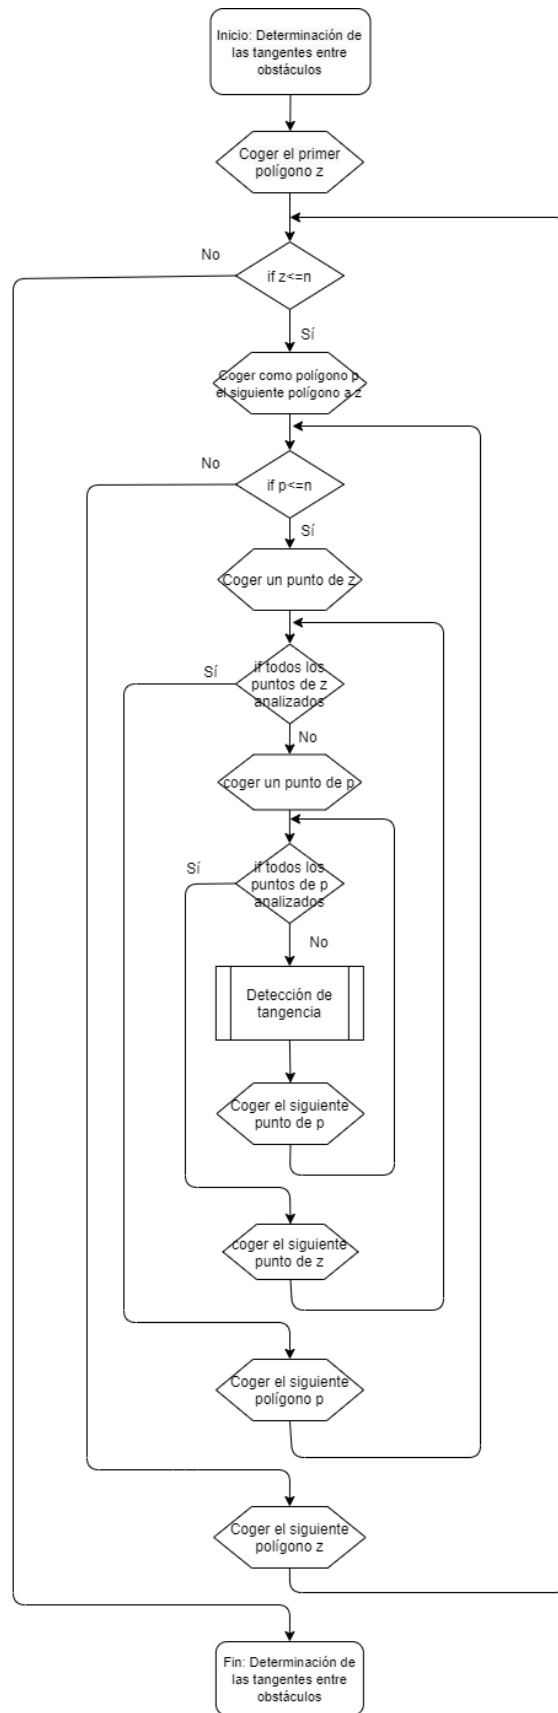 Inicio: Determinación de
las tangentes entre
obstáculos
Coger el primer
polígono z
No
if z<=n
Sí
Coger como polígono p
el siguiente polígono a z
No
if p<=n
Sí
Coger un punto de z
Sí
if todos los
puntos de z
analizados
No
coger un punto de p
Sí
if todos los
puntos de p
analizados
No
Detección de
tangencia
Coger el siguiente
punto de p
coger el siguiente
punto de z
Coger el siguiente
polígono p
Coger el siguiente
polígono z
Fin: Determinación de
las tangentes entre
obstáculos